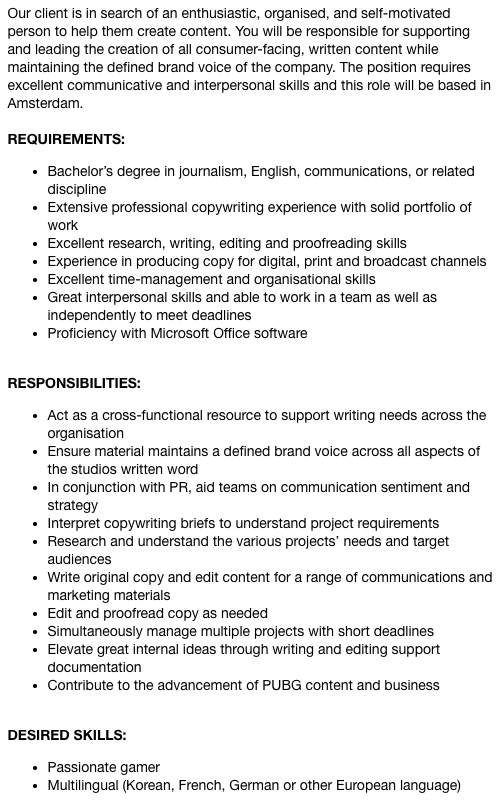 Our client is in search of an enthusiastic, organised, and self-motivated
person to help them create content. You will be responsible for supporting
and leading the creation of all consumer-facing, written content while
maintaining the defined brand voice of the company. The position requires
excellent communicative and interpersonal skills and this role will be based in
Amsterdam.
REQUIREMENTS:
• Bachelor's degree in journalism, English, communications, or related
discipline
• Extensive professional copywriting experience with solid portfolio of
work
• Excellent research, writing, editing and proofreading skills
• Experience in producing copy for digital, print and broadcast channels
• Excellent time-management and organisational skills
• Great interpersonal skills and able to work in a team as well as
independently to meet deadlines
• Proficiency with Microsoft Office software
RESPONSIBILITIES:
• Act as a cross-functional resource to support writing needs across the
organisation
• Ensure material maintains a defined brand voice across all aspects of
the studios written word
• In conjunction with PR, aid teams on communication sentiment and
strategy
• Interpret copywriting briefs to understand project requirements
• Research and understand the various projects' needs and target
audiences
• Write original copy and edit content for a range of communications and
marketing materials
• Edit and proofread copy as needed
• Simultaneously manage multiple projects with short deadlines
• Elevate great internal ideas through writing and editing support
documentation
• Contribute to the advancement of PUBG content and business
DESIRED SKILLS:
• Passionate gamer
• Multilingual (Korean, French, German or other European language)